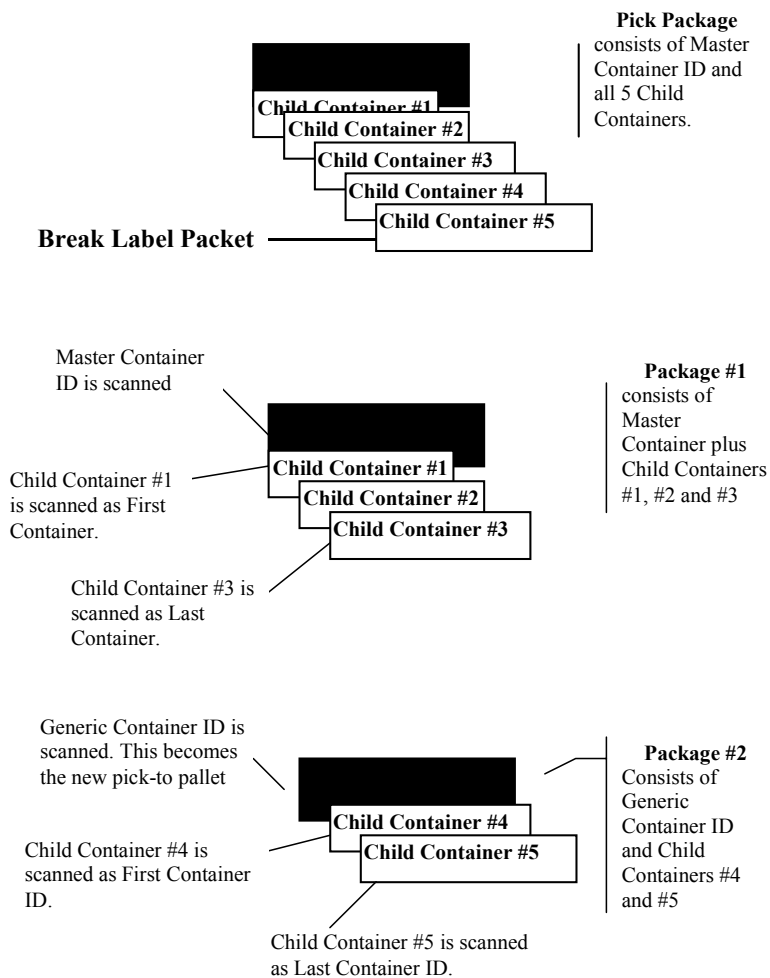 Pick Package
consists of Master
Container ID and
all 5 Child
Containers.
Child Container #1
Child Container #2
Child Container #3
Child Container #4
Child Container #5
Break Label Packet
Master Container
ID is scanned
Package #1
consists of
Master
Container plus
Child Containers
#1, #2 and #3
Child Container #1
is scanned as First
Container.
Child Container #1
Child Container #2
Child Container #3
Child Container #3 is
scanned as Last
Container.
Generic Container ID is
scanned. This becomes
the new pick-to pallet
Package #2
Consists of
Generic
Container ID
and Child
Containers #4
and #5
Child Container #4
Child Container #5
Child Container #4 is
scanned as First Container
ID.
Child Container #5 is scanned
as Last Container ID.